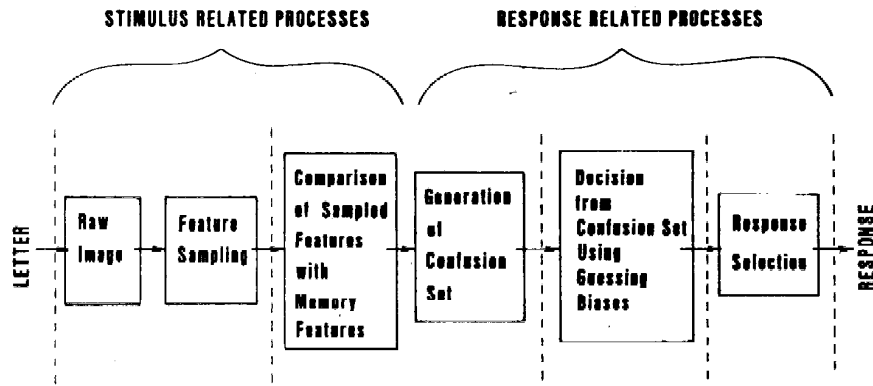 STIMULUS RELATED PROCESSES
RESPONSE RELATED PROCESSES
LETTER
Raw
Image
Feature
Sampling
Comparison
of Sampled
Features
with
Memory
Features
Generation
of
Confusion
Set
Decision
from
Confusion Set
Using
Guessing
Biases
Response
Selection
RESPONSE